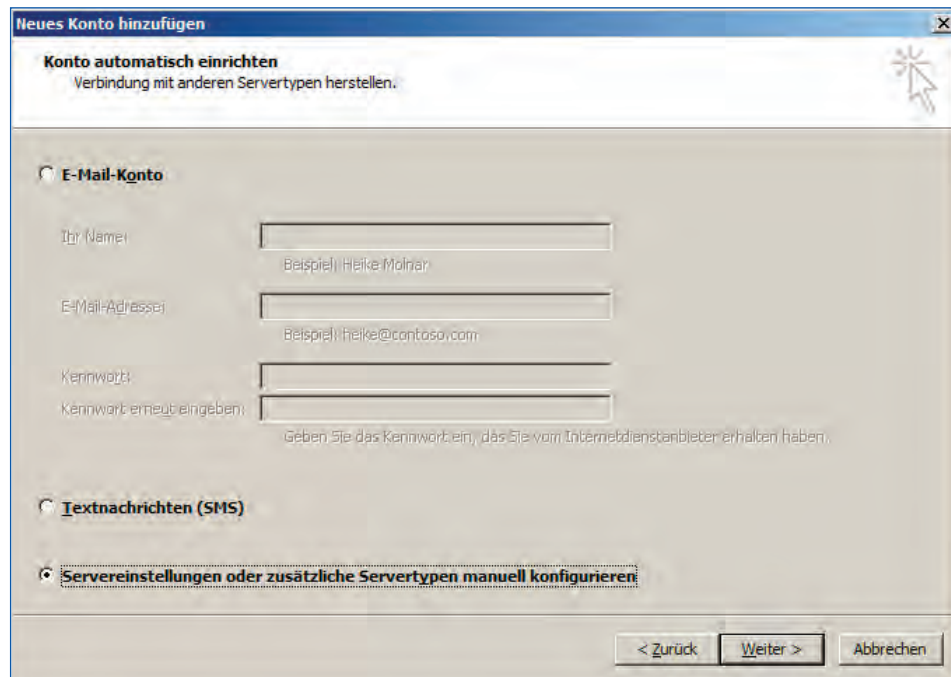 Neues Konto hinzufügen
Konto automatisch einrichten
Verbindung mit anderen Servertypen herstellen.
E-Mail-Konto
Ihr Name:
Beispiel: Heike Molnar
E-Mail-Adresse:
Beispiel: heike@contoso.com
Kennwort:
Kennwort erneut eingeben:
Geben Sie das Kennwort ein, das Sie vom Internetdienstanbieter erhalten haben.
Textnachrichten (SMS)
Servereinstellungen oder zusätzliche Servertypen manuell konfigurieren
< Zurück Weiter > Abbrechen